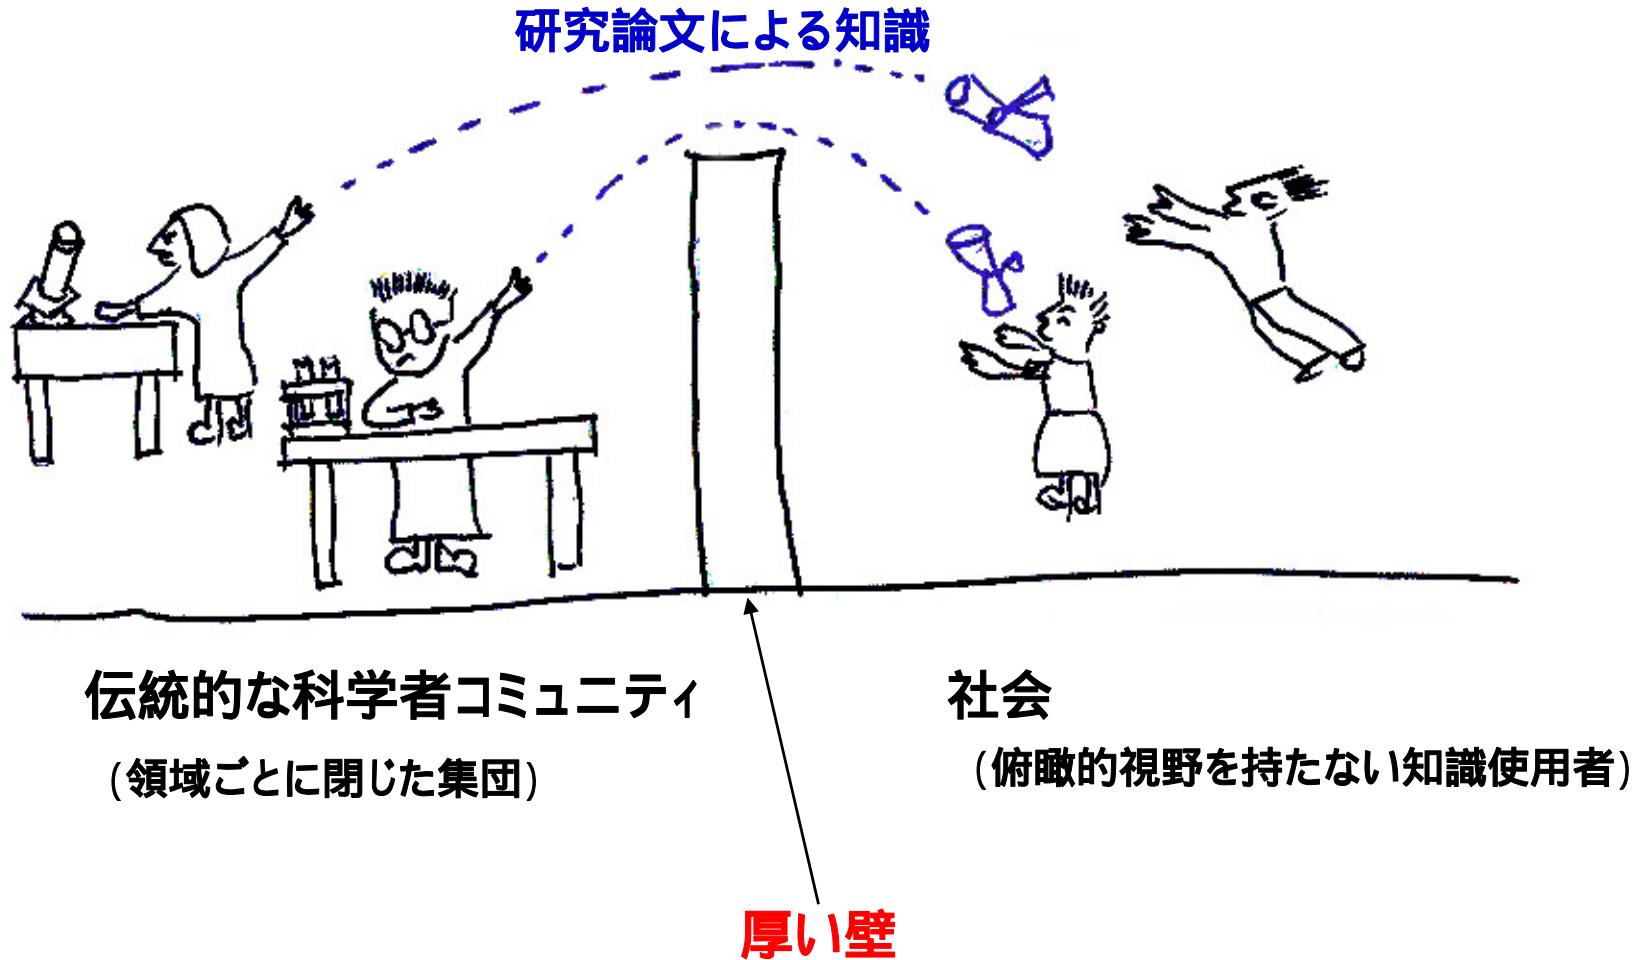 研究論文による知識
伝統的な科学者コミュニティ
社会
(領域ごとに閉じた集団)
(俯瞰的視野を持たない知識使用者)
厚い壁